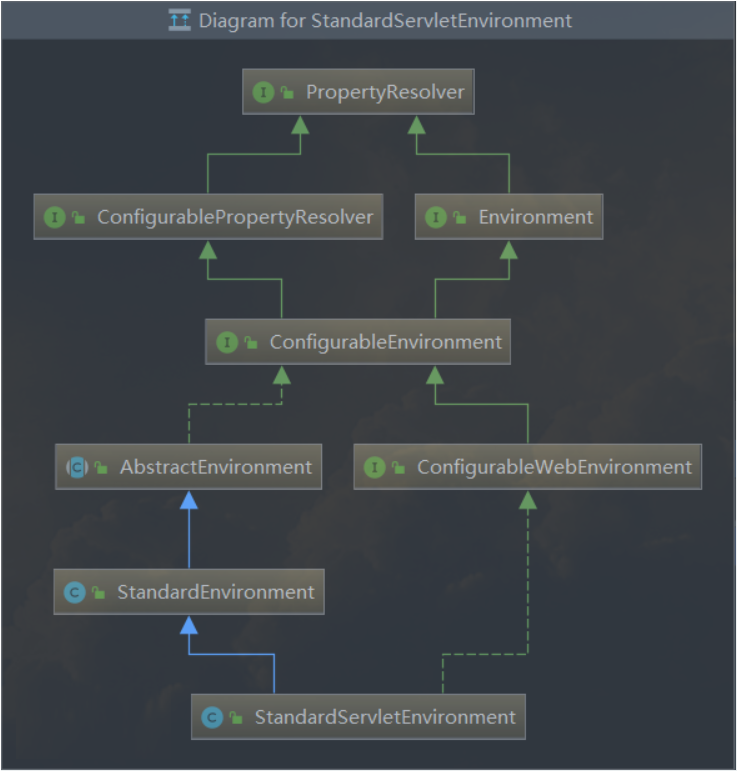 Diagram for StandardServletEnvironment
I PropertyResolver
I ConfigurablePropertyResolver
I Environment
I ConfigurableEnvironment
C AbstractEnvironment
I ConfigurableWebEnvironment
C StandardEnvironment
C StandardServletEnvironment